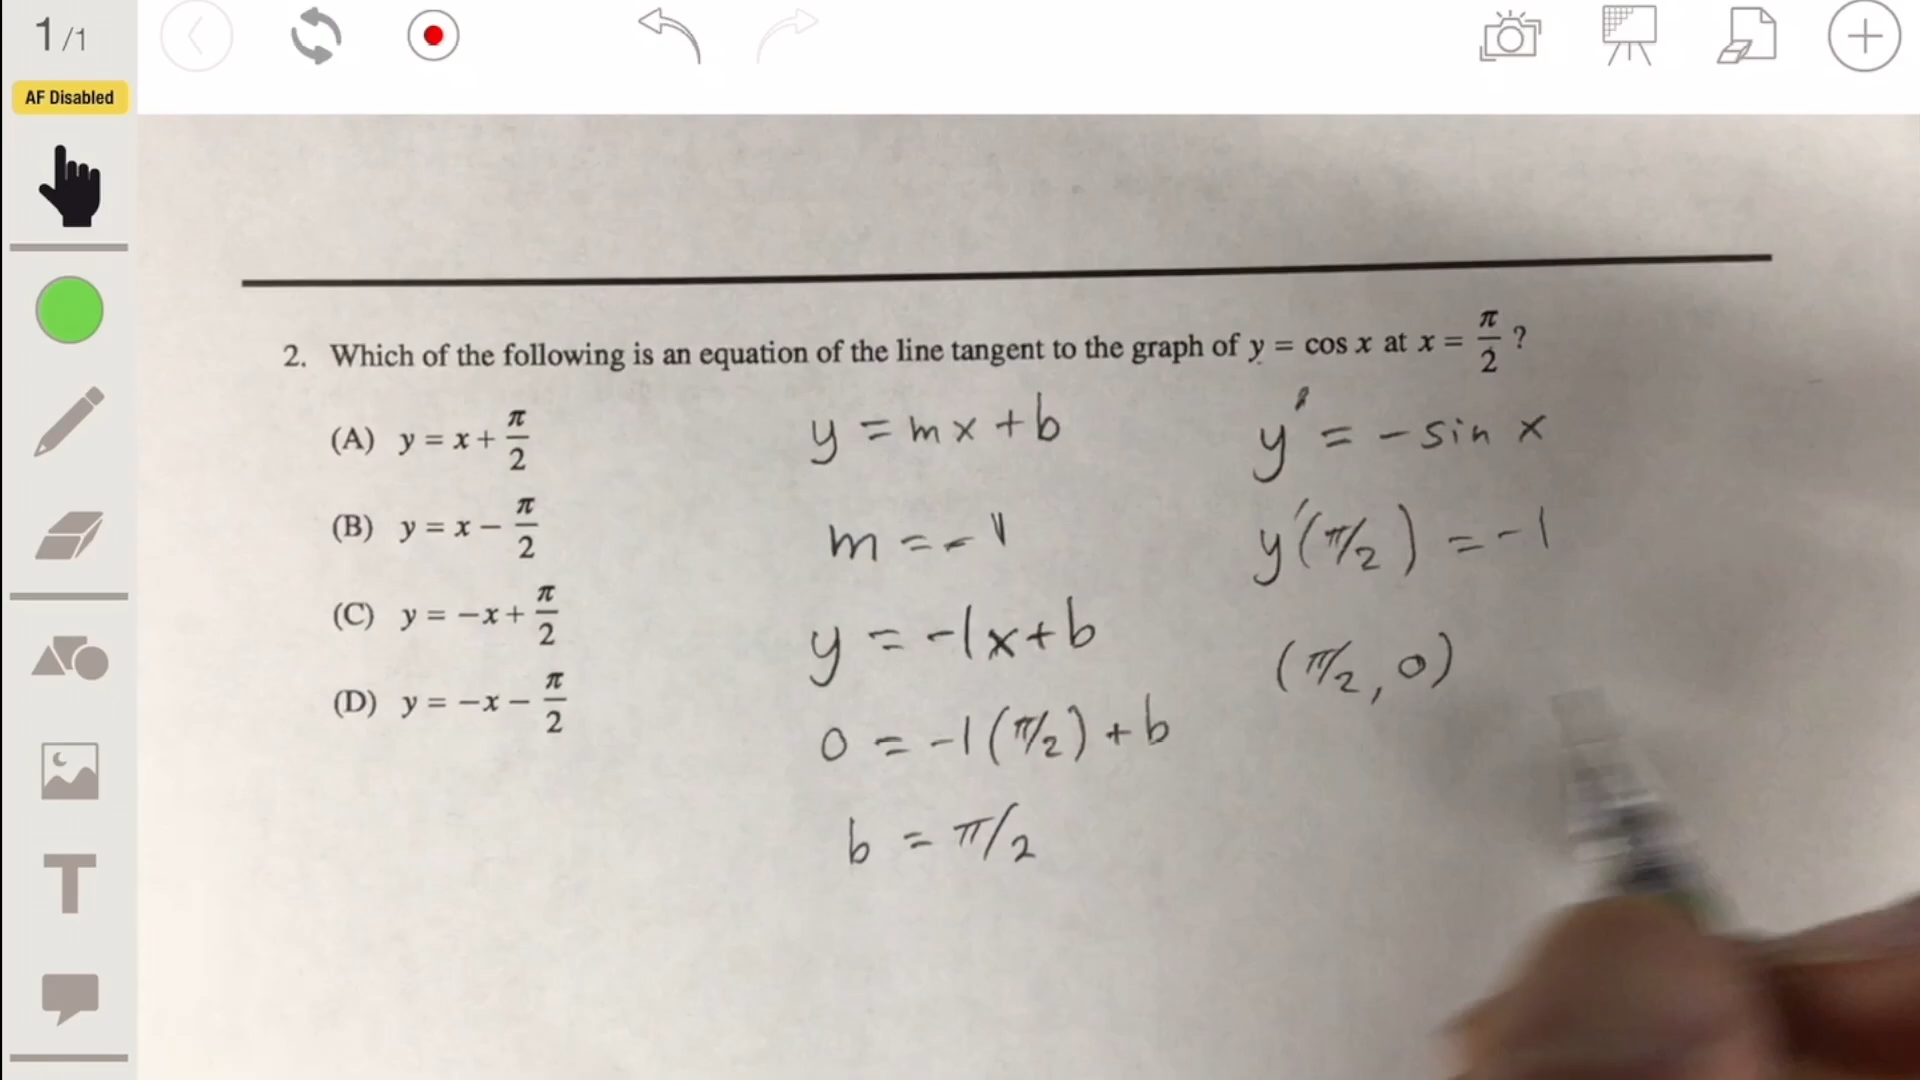 1/1
AF Disabled
T
2. Which of the following is an equation of the line tangent to the graph of y = cos x at x = π/2 ?
(A) y = x + π/2
(B) y = x − π/2
(C) y = −x + π/2
(D) y = −x − π/2
y = mx + b
m = -1
y = -1x + b
0 = -1(π/2) + b
b = π/2
y' = -sin x
y'(π/2) = -1
(π/2, 0)